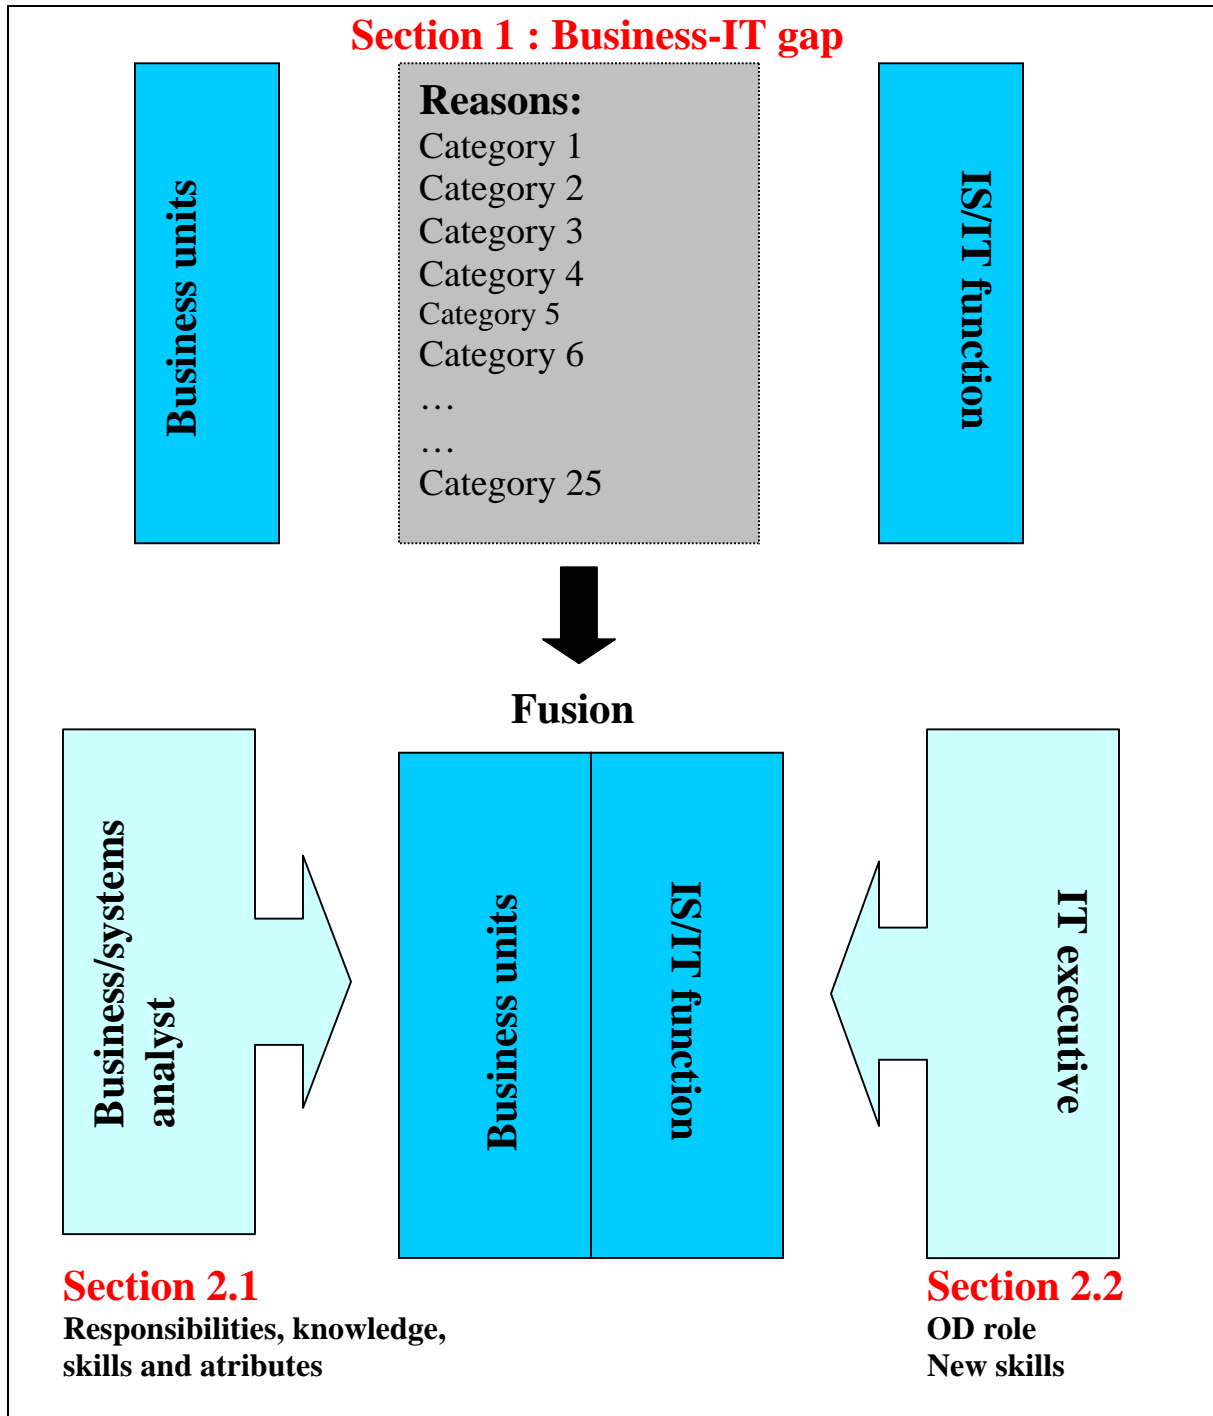 Section 1 : Business-IT gap
Business units
Reasons:
Category 1
Category 2
Category 3
Category 4
Category 5
Category 6
…
…
Category 25
IS/IT function
Fusion
Business/systems
analyst
Business units
IS/IT function
IT executive
Section 2.1
Responsibilities, knowledge,
skills and atributes
Section 2.2
OD role
New skills